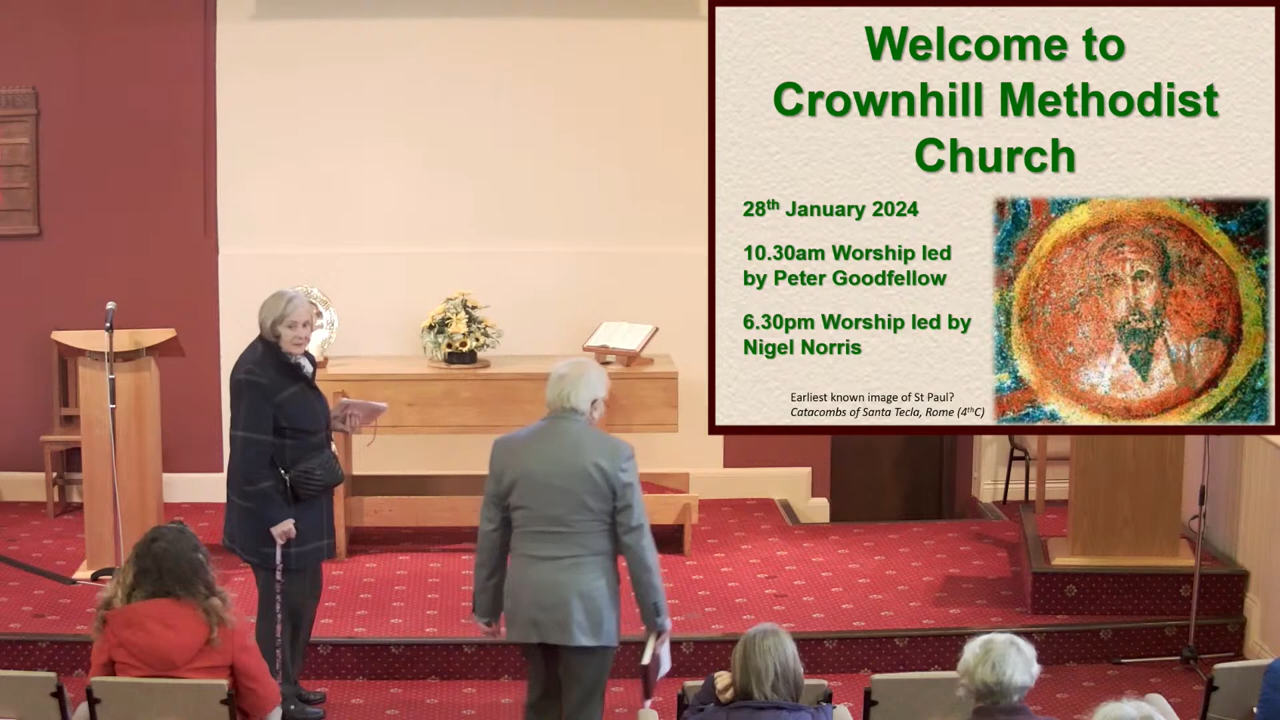 Welcome to
Crownhill Methodist
Church
28th January 2024
10.30am Worship led
by Peter Goodfellow
6.30pm Worship led by
Nigel Norris
Earliest known image of St Paul?
Catacombs of Santa Tecla, Rome (4thC)